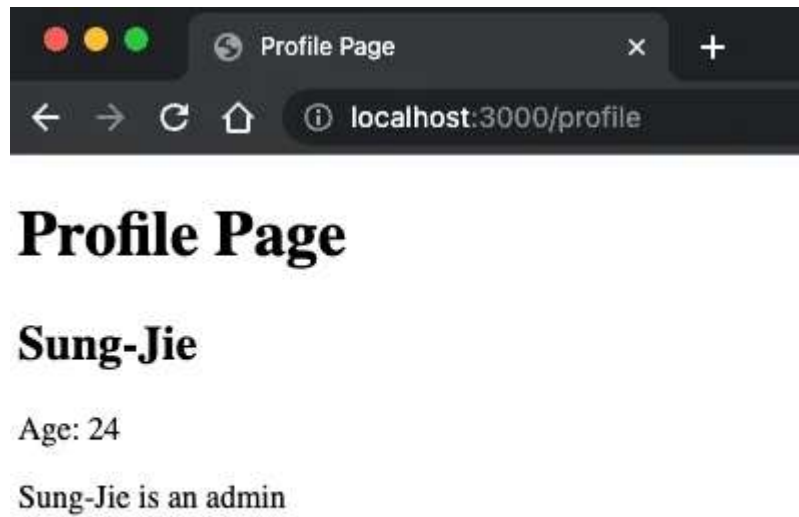 Profile Page
localhost:3000/profile
Profile Page
Sung-Jie
Age: 24
Sung-Jie is an admin